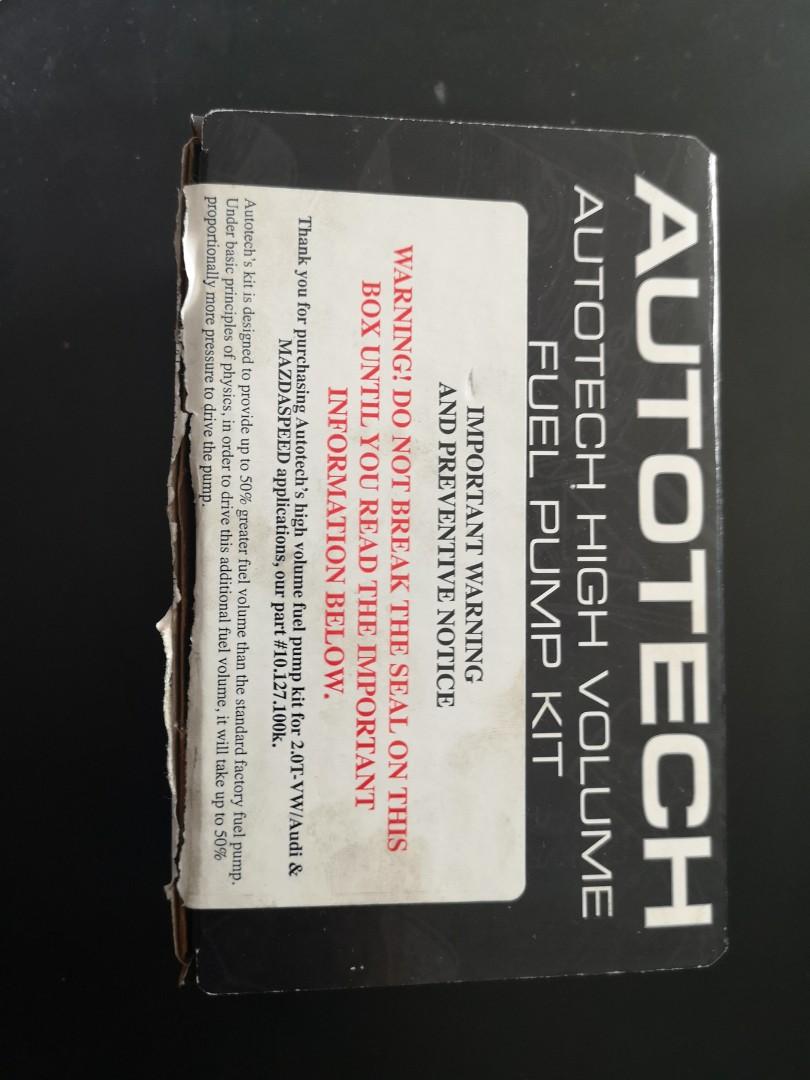 AUTOTECH
AUTOTECH HIGH VOLUME
FUEL PUMP KIT
IMPORTANT WARNING
AND PREVENTIVE NOTICE
WARNING! DO NOT BREAK THE SEAL ON THIS
BOX UNTIL YOU READ THE IMPORTANT
INFORMATION BELOW.
Thank you for purchasing Autotech's high volume fuel pump kit for 2.0T-VW/Audi &
MAZDASPEED applications, our part #10.127.100k.
Autotech's kit is designed to provide up to 50% greater fuel volume than the standard factory fuel pump.
Under basic principles of physics, in order to drive this additional fuel volume, it will take up to 50%
proportionally more pressure to drive the pump.